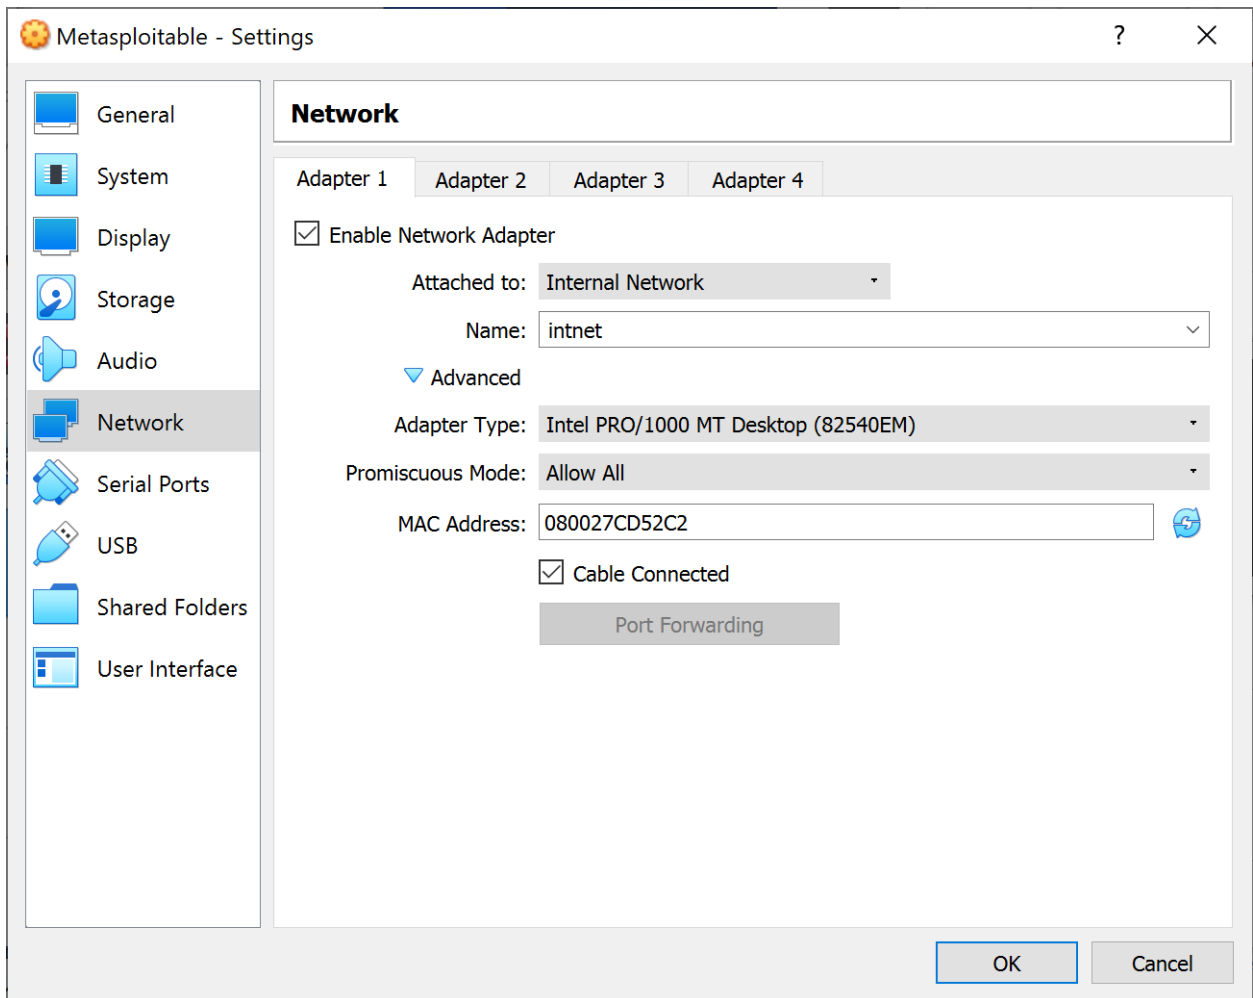 Metasploitable - Settings
?
General
System
Display
Storage
Audio
Network
Serial Ports
USB
Shared Folders
User Interface
Network
Adapter 1 Adapter 2 Adapter 3 Adapter 4
Enable Network Adapter
Attached to: Internal Network
Name: intnet
Advanced
Adapter Type: Intel PRO/1000 MT Desktop (82540EM)
Promiscuous Mode: Allow All
MAC Address: 080027CD52C2
Cable Connected
Port Forwarding
OK Cancel